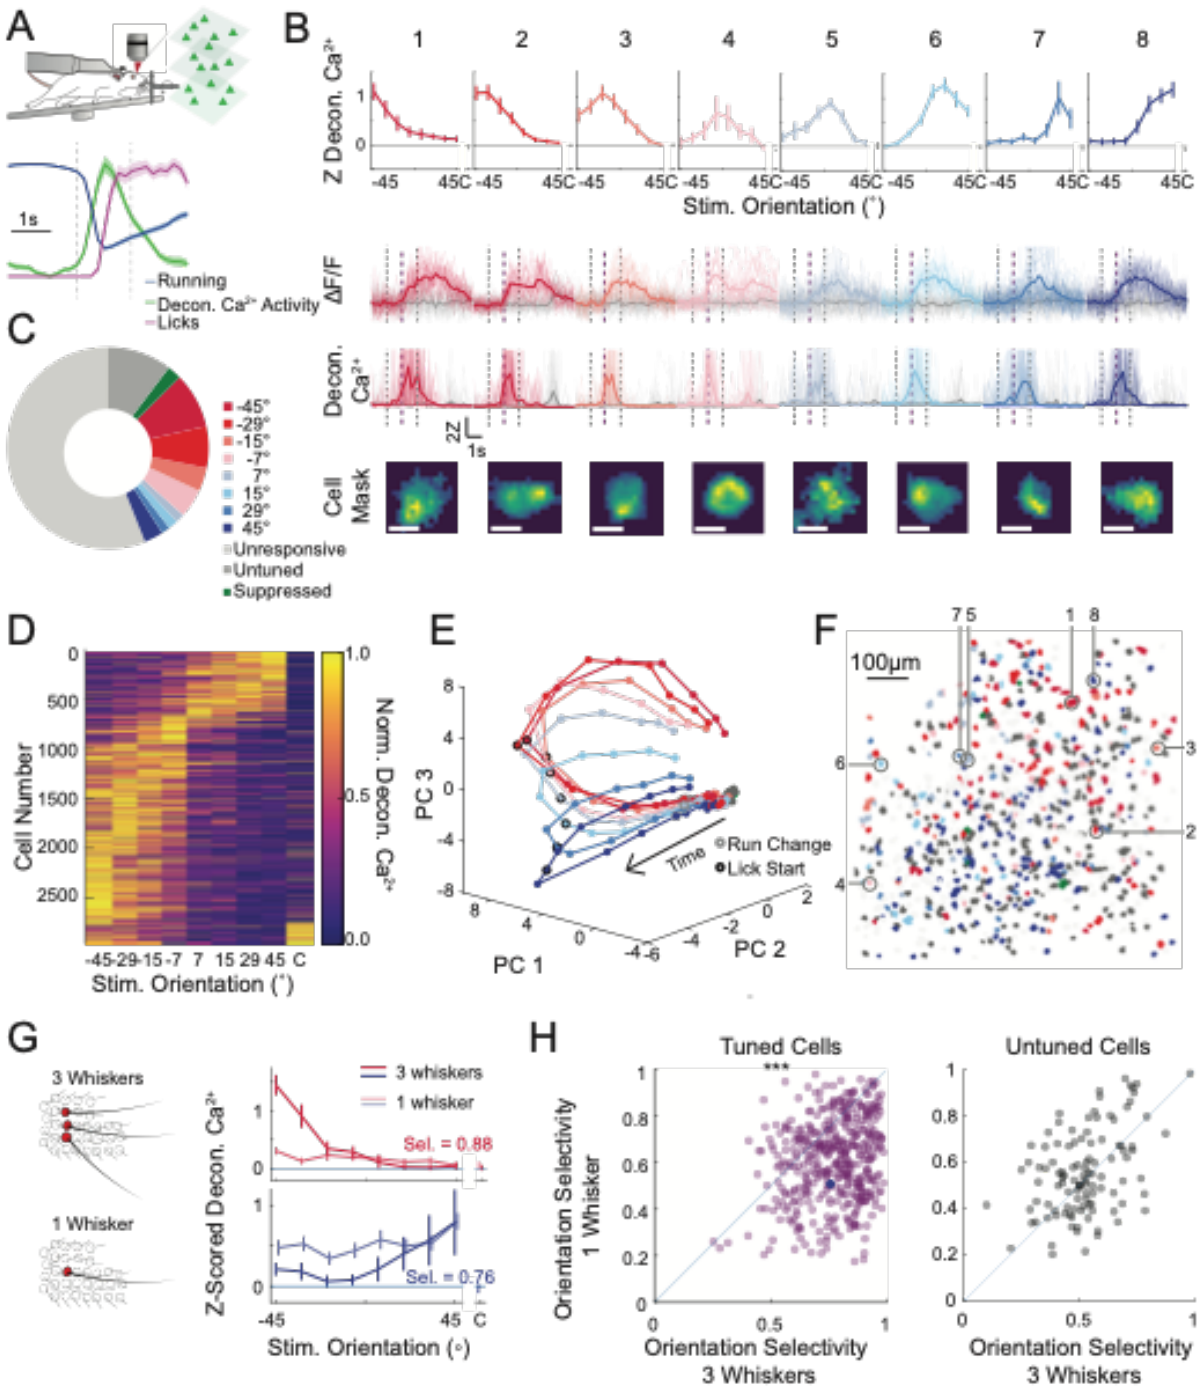 A
1s
Running
Decon. Ca²⁺ Activity
Licks
B
1 2 3 4 5 6 7 8
Z Decon. Ca²⁺
1
0
-45 45C -45 45C -45 45C -45 45C -45 45C -45 45C -45 45C -45 45C
Stim. Orientation (°)
ΔF/F
Decon. Ca²⁺
2Z
1s
Cell Mask
C
-45°
-29°
-15°
-7°
7°
15°
29°
45°
Unresponsive
Untuned
Suppressed
D
Cell Number
0
500
1000
2500
2000
2500
-45 -29 -15 -7 7 15 29 45 C
Stim. Orientation (°)
1.0
0.5
0.0
Norm. Decon. Ca²⁺
E
PC 3
8
4
0
-4
-8
8 4 0 -4
PC 1
-6 -4 -2 0 2
PC 2
Time
Run Change
Lick Start
F
100µm
7 5 1 8
3
6
2
4
G
3 Whiskers
1 Whisker
Z-Scored Decon. Ca²⁺
3 whiskers
1 whisker
1
Sel. = 0.88
0
1
Sel. = 0.76
0
-45 45 C
Stim. Orientation (°)
H
Tuned Cells
***
Orientation Selectivity
1 Whisker
1
0.8
0.6
0.4
0.2
0
0 0.5 1
Orientation Selectivity
3 Whiskers
Untuned Cells
1
0.8
0.6
0.4
0.2
0
0 0.5 1
Orientation Selectivity
3 Whiskers